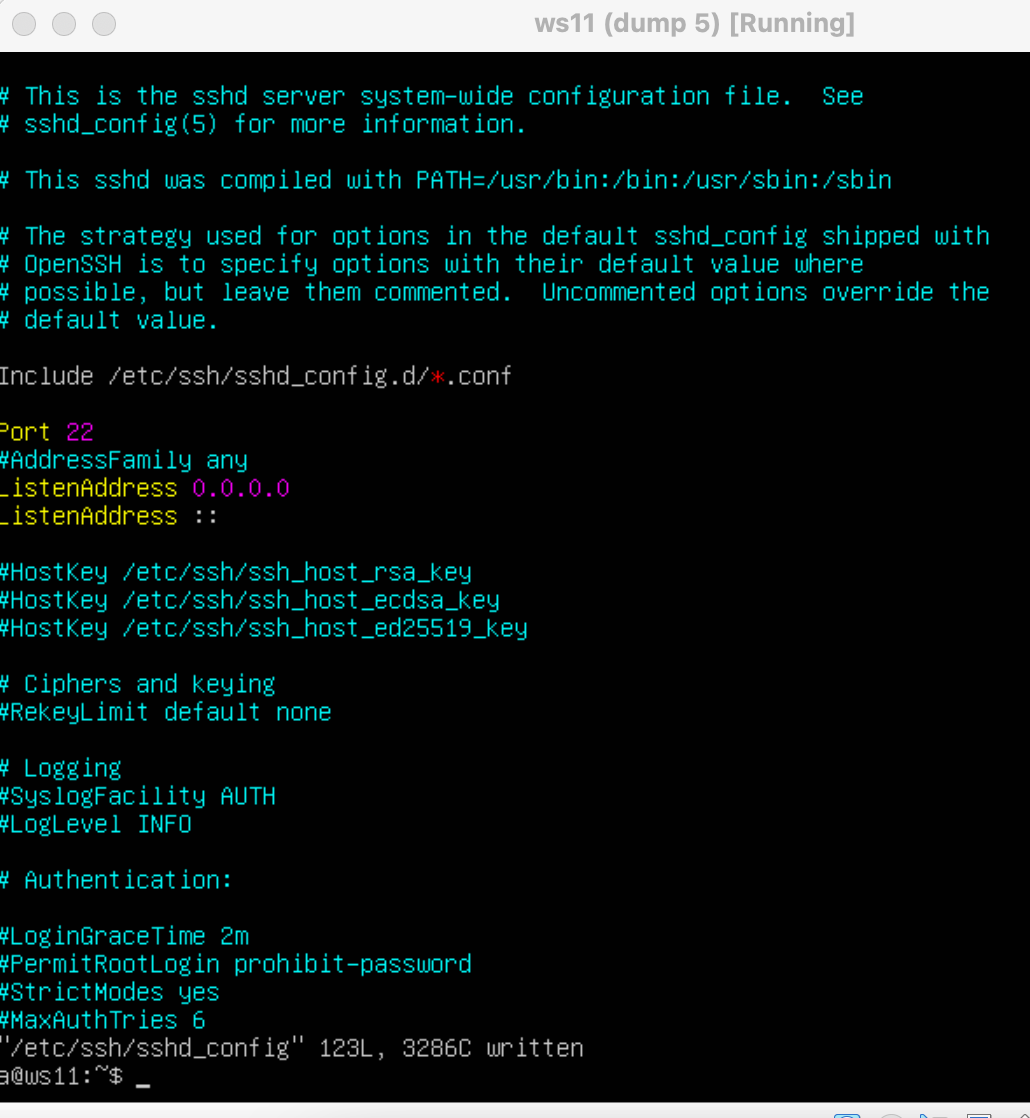 ws11 (dump 5) [Running]
# This is the sshd server system-wide configuration file.  See
# sshd_config(5) for more information.
# This sshd was compiled with PATH=/usr/bin:/bin:/usr/sbin:/sbin
# The strategy used for options in the default sshd_config shipped with
# OpenSSH is to specify options with their default value where
# possible, but leave them commented.  Uncommented options override the
# default value.
Include /etc/ssh/sshd_config.d/*.conf
Port 22
#AddressFamily any
ListenAddress 0.0.0.0
ListenAddress ::
#HostKey /etc/ssh/ssh_host_rsa_key
#HostKey /etc/ssh/ssh_host_ecdsa_key
#HostKey /etc/ssh/ssh_host_ed25519_key
# Ciphers and keying
#RekeyLimit default none
# Logging
#SyslogFacility AUTH
#LogLevel INFO
# Authentication:
#LoginGraceTime 2m
#PermitRootLogin prohibit-password
#StrictModes yes
#MaxAuthTries 6
"/etc/ssh/sshd_config" 123L, 3286C written
a@ws11:~$ _